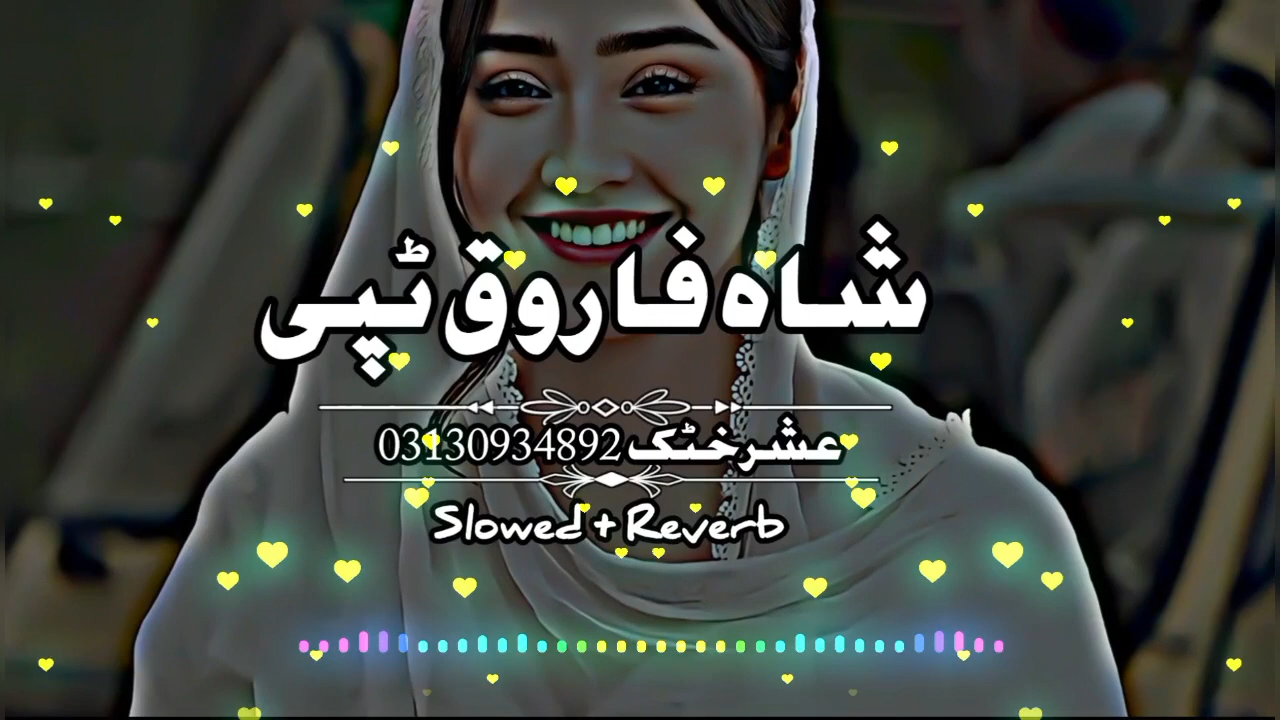 شاہ فاروق ٹپی
عشر خٹک 03130934892
Slowed + Reverb